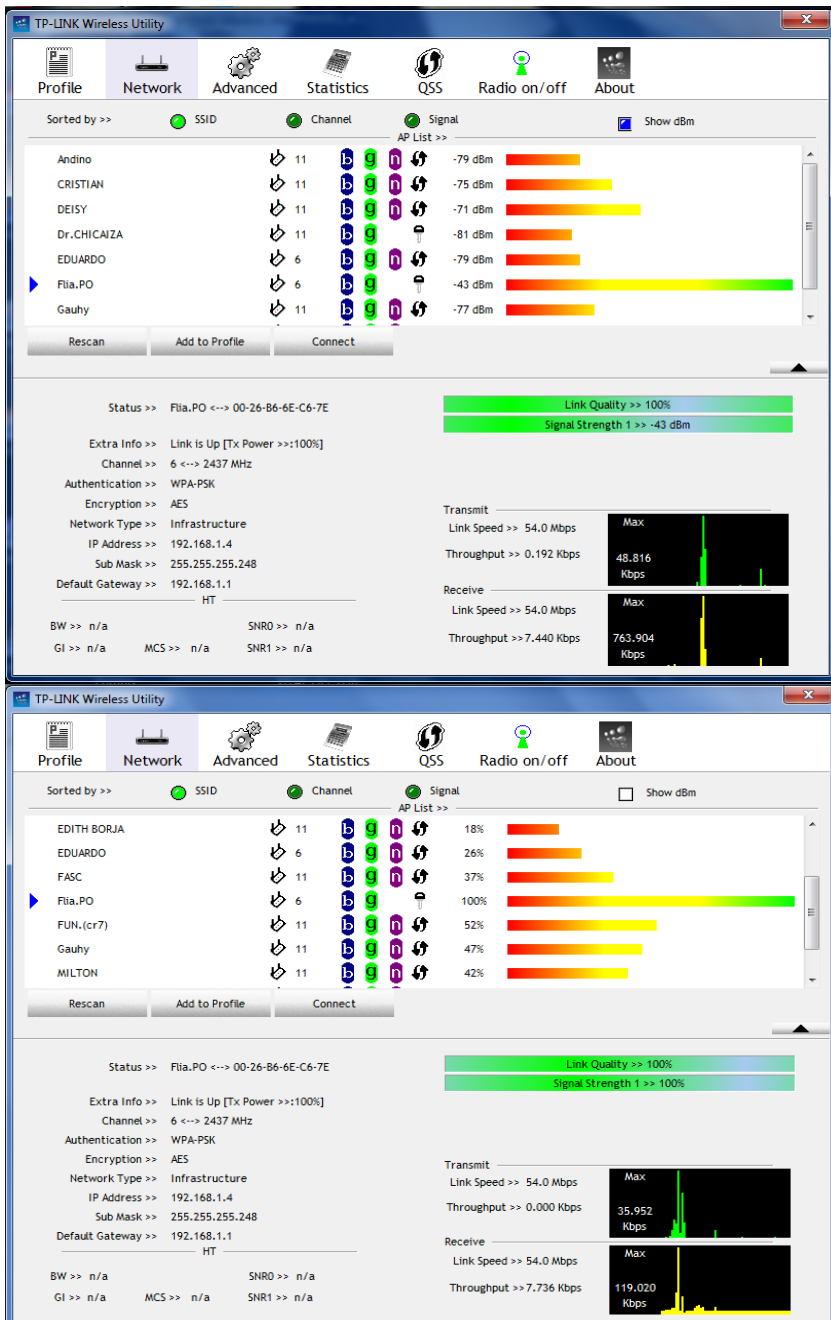 TP-LINK Wireless Utility
Profile Network Advanced Statistics QSS Radio on/off About
Sorted by >> SSID Channel Signal Show dBm
AP List >>
Andino 11 b g n -79 dBm
CRISTIAN 11 b g n -75 dBm
DEISY 11 b g n -71 dBm
Dr.CHICAIZA 11 b g -81 dBm
EDUARDO 6 b g n -79 dBm
Flia.PO 6 b g -43 dBm
Gauhy 11 b g n -77 dBm
Rescan Add to Profile Connect
Status >> Flia.PO <--> 00-26-B6-6E-C6-7E
Extra Info >> Link is Up [Tx Power >>:100%]
Channel >> 6 <--> 2437 MHz
Authentication >> WPA-PSK
Encryption >> AES
Network Type >> Infrastructure
IP Address >> 192.168.1.4
Sub Mask >> 255.255.255.248
Default Gateway >> 192.168.1.1
HT
BW >> n/a SNR0 >> n/a
GI >> n/a MCS >> n/a SNR1 >> n/a
Link Quality >> 100%
Signal Strength 1 >> -43 dBm
Transmit
Link Speed >> 54.0 Mbps
Throughput >> 0.192 Kbps
Max
48.816
Kbps
Receive
Link Speed >> 54.0 Mbps
Throughput >>7.440 Kbps
Max
763.904
Kbps
TP-LINK Wireless Utility
Profile Network Advanced Statistics QSS Radio on/off About
Sorted by >> SSID Channel Signal Show dBm
AP List >>
EDITH BORJA 11 b g n 18%
EDUARDO 6 b g n 26%
FASC 11 b g n 37%
Flia.PO 6 b g 100%
FUN.(cr7) 11 b g n 52%
Gauhy 11 b g n 47%
MILTON 11 b g n 42%
Rescan Add to Profile Connect
Status >> Flia.PO <--> 00-26-B6-6E-C6-7E
Extra Info >> Link is Up [Tx Power >>:100%]
Channel >> 6 <--> 2437 MHz
Authentication >> WPA-PSK
Encryption >> AES
Network Type >> Infrastructure
IP Address >> 192.168.1.4
Sub Mask >> 255.255.255.248
Default Gateway >> 192.168.1.1
HT
BW >> n/a SNR0 >> n/a
GI >> n/a MCS >> n/a SNR1 >> n/a
Link Quality >> 100%
Signal Strength 1 >> 100%
Transmit
Link Speed >> 54.0 Mbps
Throughput >> 0.000 Kbps
Max
35.952
Kbps
Receive
Link Speed >> 54.0 Mbps
Throughput >>7.736 Kbps
Max
119.020
Kbps